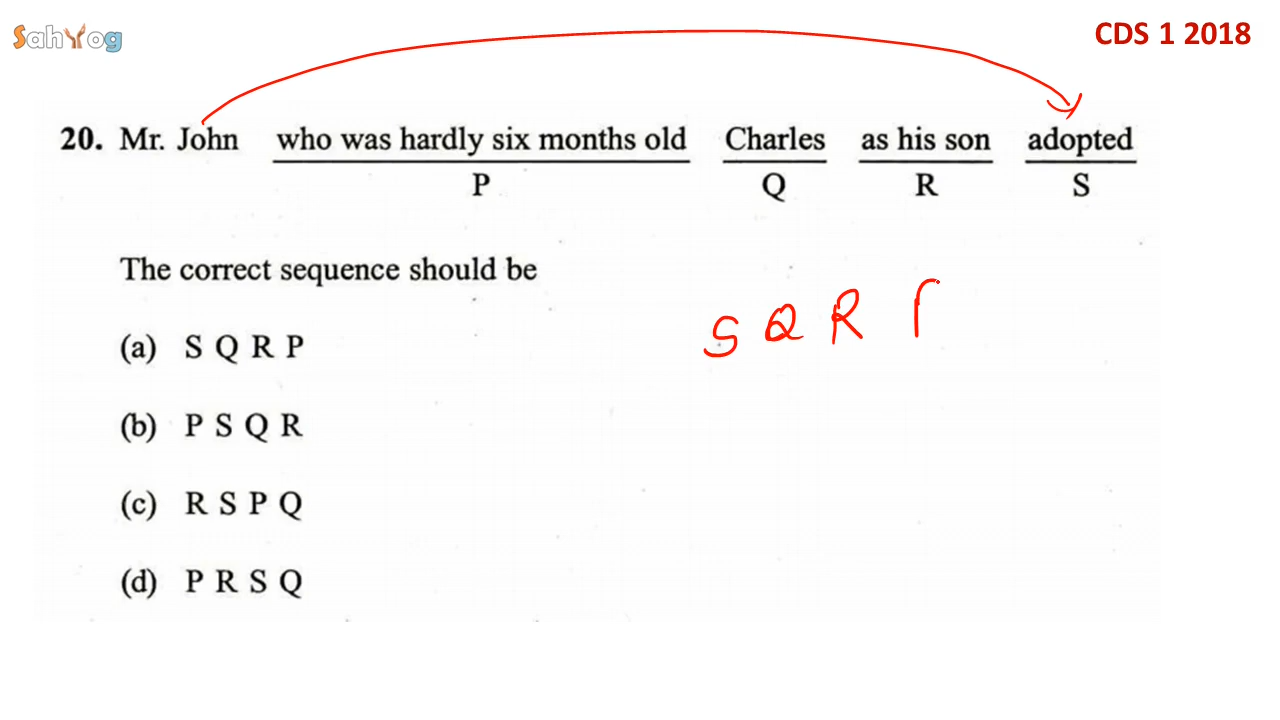 SahYog
CDS 1 2018
20. Mr. John who was hardly six months old Charles as his son adopted
P Q R S
The correct sequence should be
S Q R
(a) S Q R P
(b) P S Q R
(c) R S P Q
(d) P R S Q